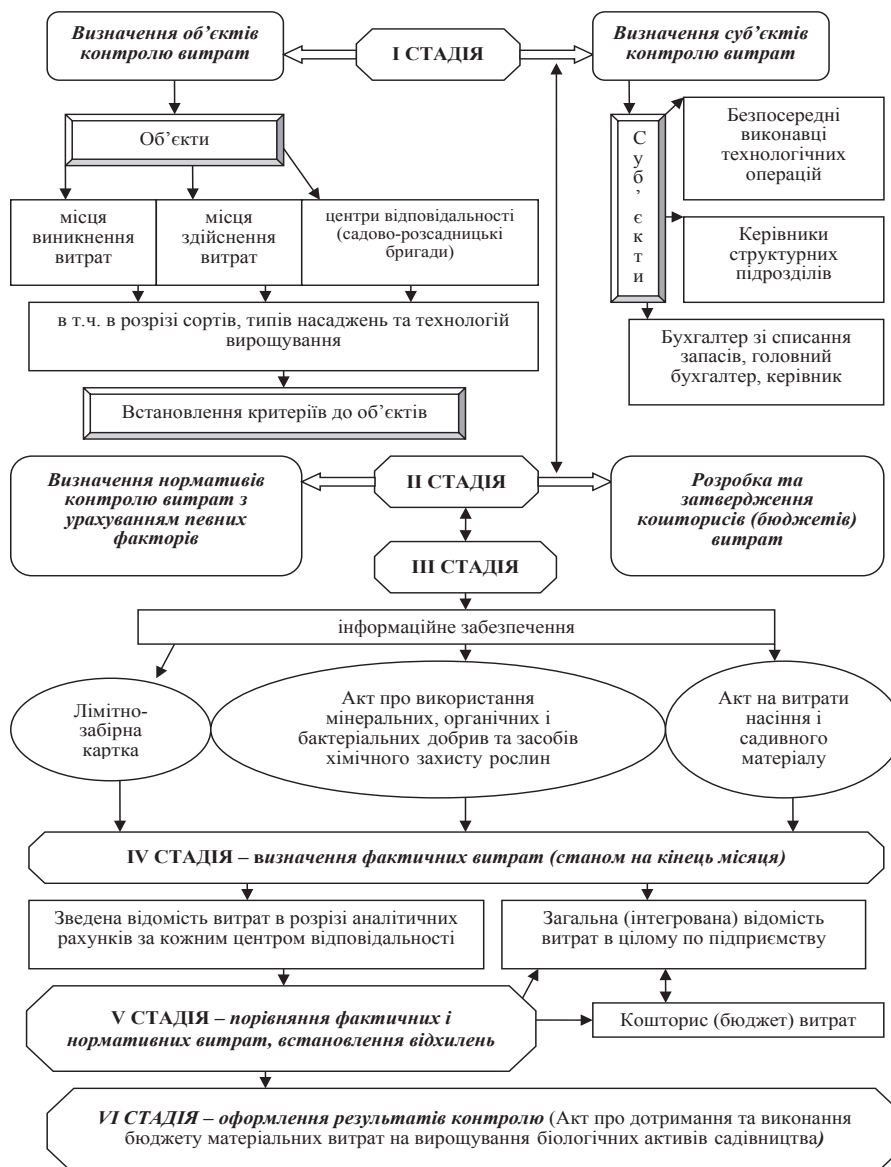 Визначення об’єктів
контролю витрат
І СТАДІЯ
Визначення суб’єктів
контролю витрат
Об’єкти
місця
виникнення
витрат
місця
здійснення
витрат
центри відповідальності
(садово-розсадницькі
бригади)
в т.ч. в розрізі сортів, типів насаджень та технологій
вирощування
Встановлення критеріїв до об’єктів
С
у
б
’
є
к
т
и
Безпосередні
виконавці
технологічних
операцій
Керівники
структурних
підрозділів
Бухгалтер зі списання
запасів, головний
бухгалтер, керівник
Визначення нормативів
контролю витрат з
урахуванням певних
факторів
ІІ СТАДІЯ
Розробка та
затвердження
кошторисів (бюджетів)
витрат
ІІІ СТАДІЯ
інформаційне забезпечення
Лімітно-
забірна
картка
Акт про використання
мінеральних, органічних і
бактеріальних добрив та засобів
хімічного захисту рослин
Акт на витрати
насіння і
садивного
матеріалу
ІV СТАДІЯ – визначення фактичних витрат (станом на кінець місяця)
Зведена відомість витрат в розрізі аналітичних
рахунків за кожним центром відповідальності
Загальна (інтегрована) відомість
витрат в цілому по підприємству
V СТАДІЯ – порівняння фактичних і
нормативних витрат, встановлення відхилень
Кошторис (бюджет) витрат
VІ СТАДІЯ – оформлення результатів контролю (Акт про дотримання та виконання
бюджету матеріальних витрат на вирощування біологічних активів садівництва)